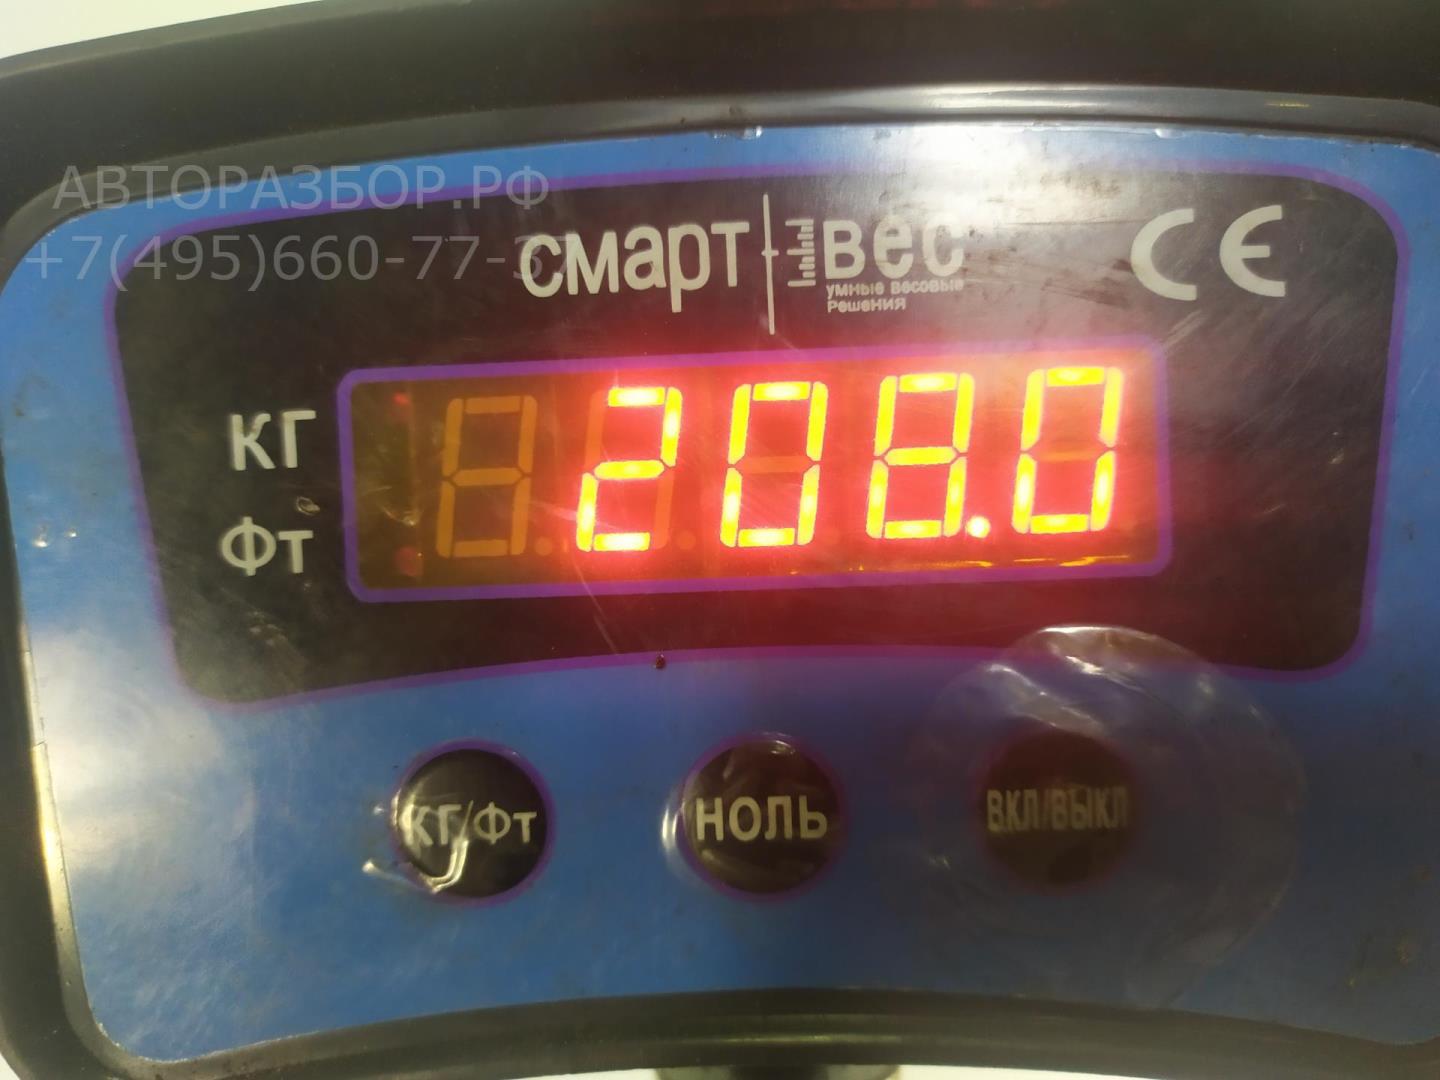 АВТОРАЗБОР.РФ
+7(495)660-77-3
смарт вес
умные весовые
решения
CE
КГ
208.0
ФТ
КГ/ФТ
НОЛЬ
ВКЛ/ВЫКЛ